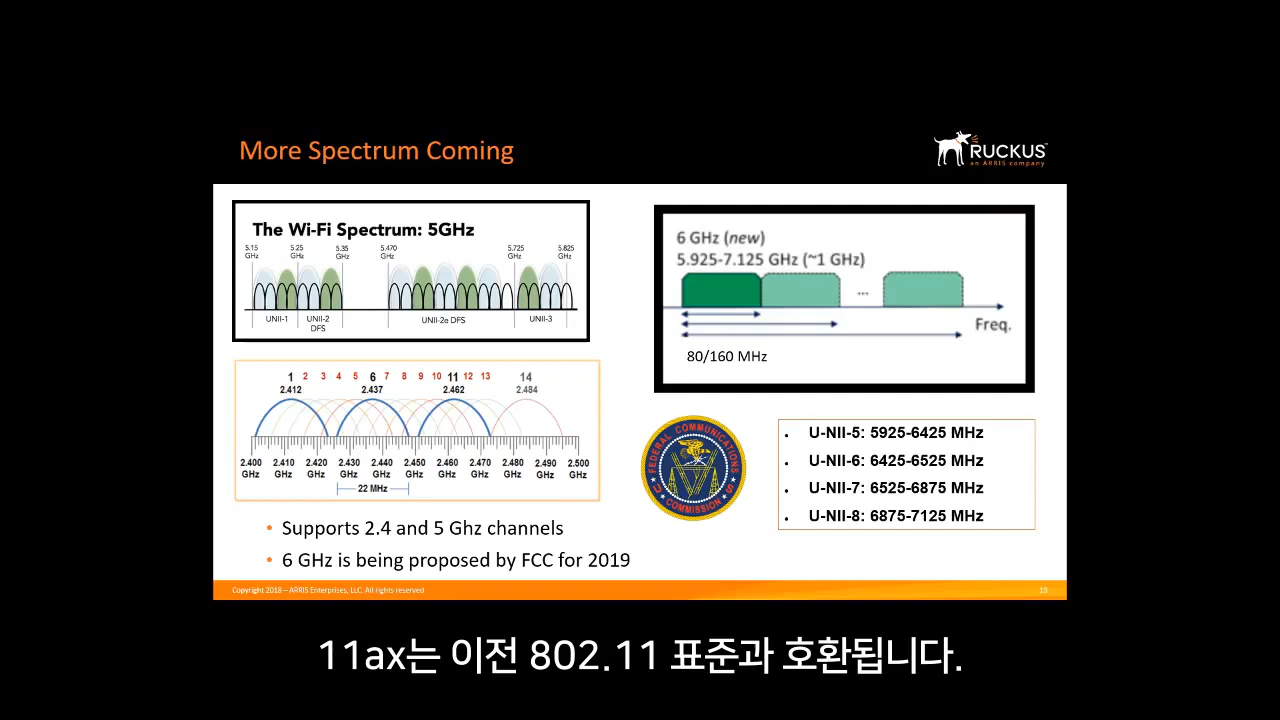 More Spectrum Coming
RUCKUS
an ARRIS company
The Wi-Fi Spectrum: 5GHz
5.15 GHz 5.25 GHz 5.35 GHz 5.470 GHz 5.725 GHz 5.825 GHz
UNII-1 UNII-2 DFS UNII-2e DFS UNII-3
6 GHz (new)
5.925-7.125 GHz (~1 GHz)
...
Freq.
80/160 MHz
1 2 3 4 5 6 7 8 9 10 11 12 13 14
2.412 2.437 2.462 2.484
2.400 GHz 2.410 GHz 2.420 GHz 2.430 GHz 2.440 GHz 2.450 GHz 2.460 GHz 2.470 GHz 2.480 GHz 2.490 GHz 2.500 GHz
22 MHz
FEDERAL COMMUNICATIONS COMMISSION
U S
• U-NII-5: 5925-6425 MHz
• U-NII-6: 6425-6525 MHz
• U-NII-7: 6525-6875 MHz
• U-NII-8: 6875-7125 MHz
• Supports 2.4 and 5 Ghz channels
• 6 GHz is being proposed by FCC for 2019
Copyright 2018 – ARRIS Enterprises, LLC. All rights reserved
13
11ax는 이전 802.11 표준과 호환됩니다.